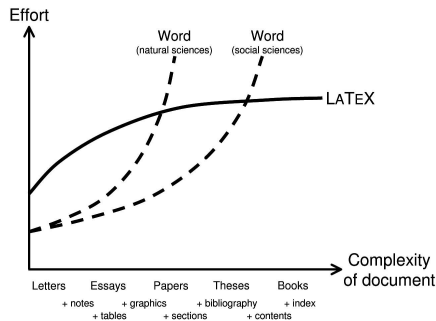 Effort
Word
(natural sciences)
Word
(social sciences)
LATEX
Complexity
of document
Letters Essays Papers Theses Books
+ notes + graphics + bibliography + index
+ tables + sections + contents